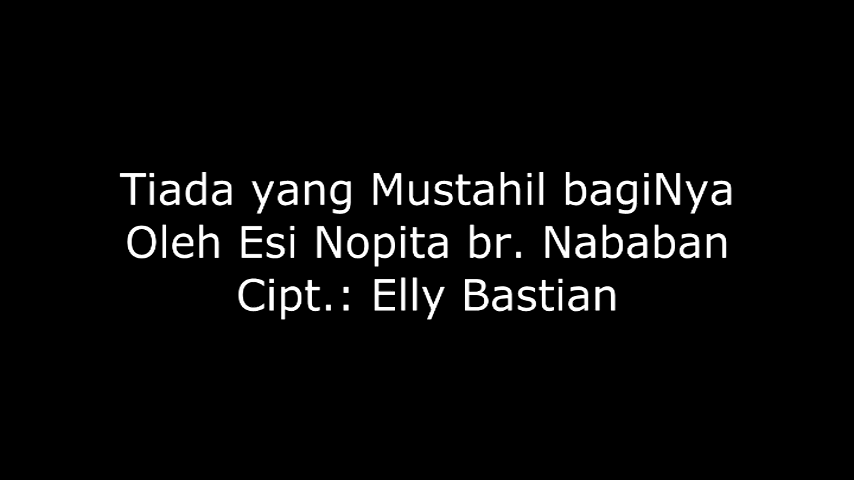 Tiada yang Mustahil bagiNya
Oleh Esi Nopita br. Nababan
Cipt.: Elly Bastian